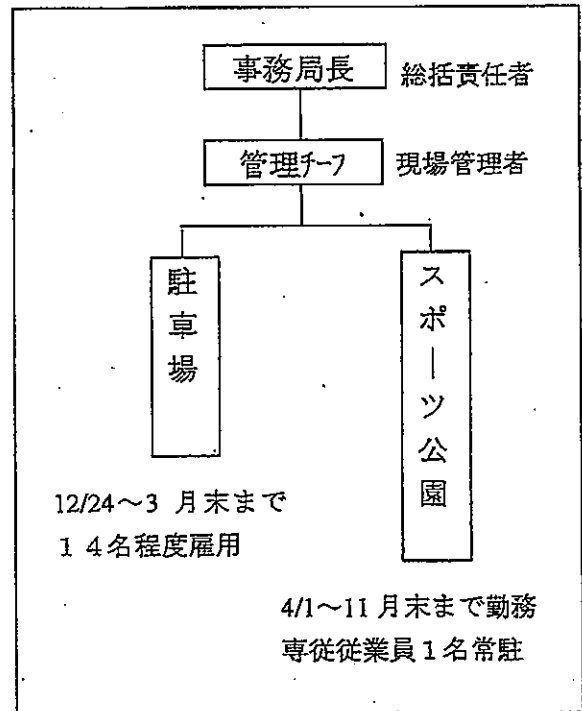 事務局長 総括責任者
管理チーフ 現場管理者
駐車場
スポーツ公園
12/24～3 月末まで
１４名程度雇用
4/1～11 月末まで勤務
専従従業員１名常駐